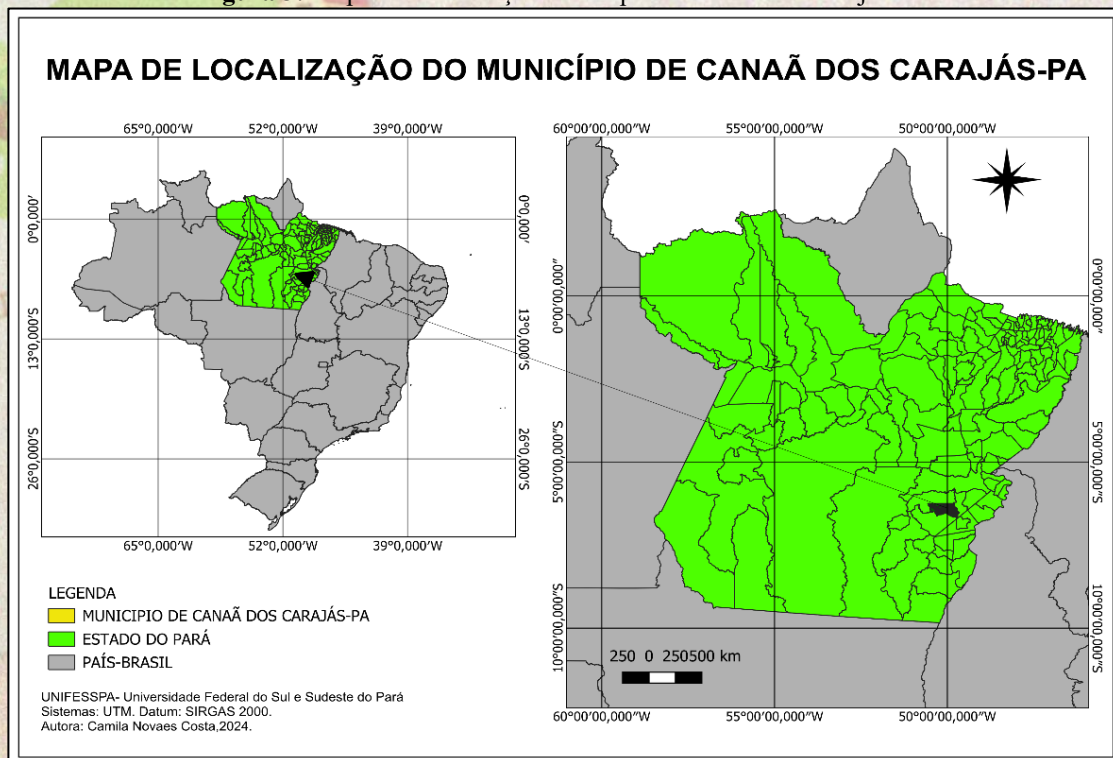 MAPA DE LOCALIZAÇÃO DO MUNICÍPIO DE CANAÃ DOS CARAJÁS-PA
65°0,000'W 52°0,000'W 39°0,000'W
0°0,000'
13°0,000'S
26°0,000'S
0°0,000'
13°0,000'S
26°0,000'S
65°0,000'W 52°0,000'W 39°0,000'W
60°00'00,000"W 55°00'00,000"W 50°00'00,000"W
0°00'00,000"
5°00'00,000"S
10°00'00,000"S
0°00'00,000"
5°00'00,000"S
10°00'00,000"S
250 0 250500 km
60°00'00,000"W 55°00'00,000"W 50°00'00,000"W
LEGENDA
MUNICIPIO DE CANAÃ DOS CARAJÁS-PA
ESTADO DO PARÁ
PAÍS-BRASIL
UNIFESSPA- Universidade Federal do Sul e Sudeste do Pará
Sistemas: UTM. Datum: SIRGAS 2000.
Autora: Camila Novaes Costa,2024.